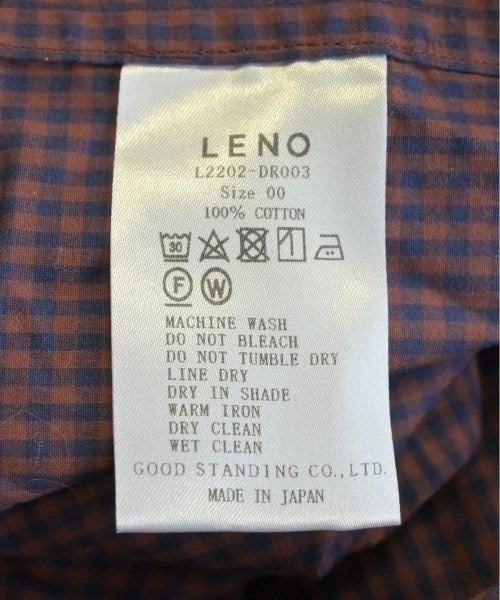 LENO
L2202-DR003
Size 00
100% COTTON
30
F W
MACHINE WASH
DO NOT BLEACH
DO NOT TUMBLE DRY
LINE DRY
DRY IN SHADE
WARM IRON
DRY CLEAN
WET CLEAN
GOOD STANDING CO.,LTD.
MADE IN JAPAN